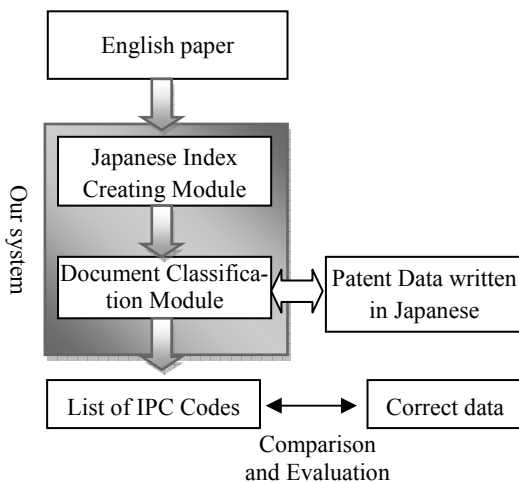 English paper
Our system
Japanese Index
Creating Module
Document Classifica-
tion Module
Patent Data written
in Japanese
List of IPC Codes
Correct data
Comparison
and Evaluation